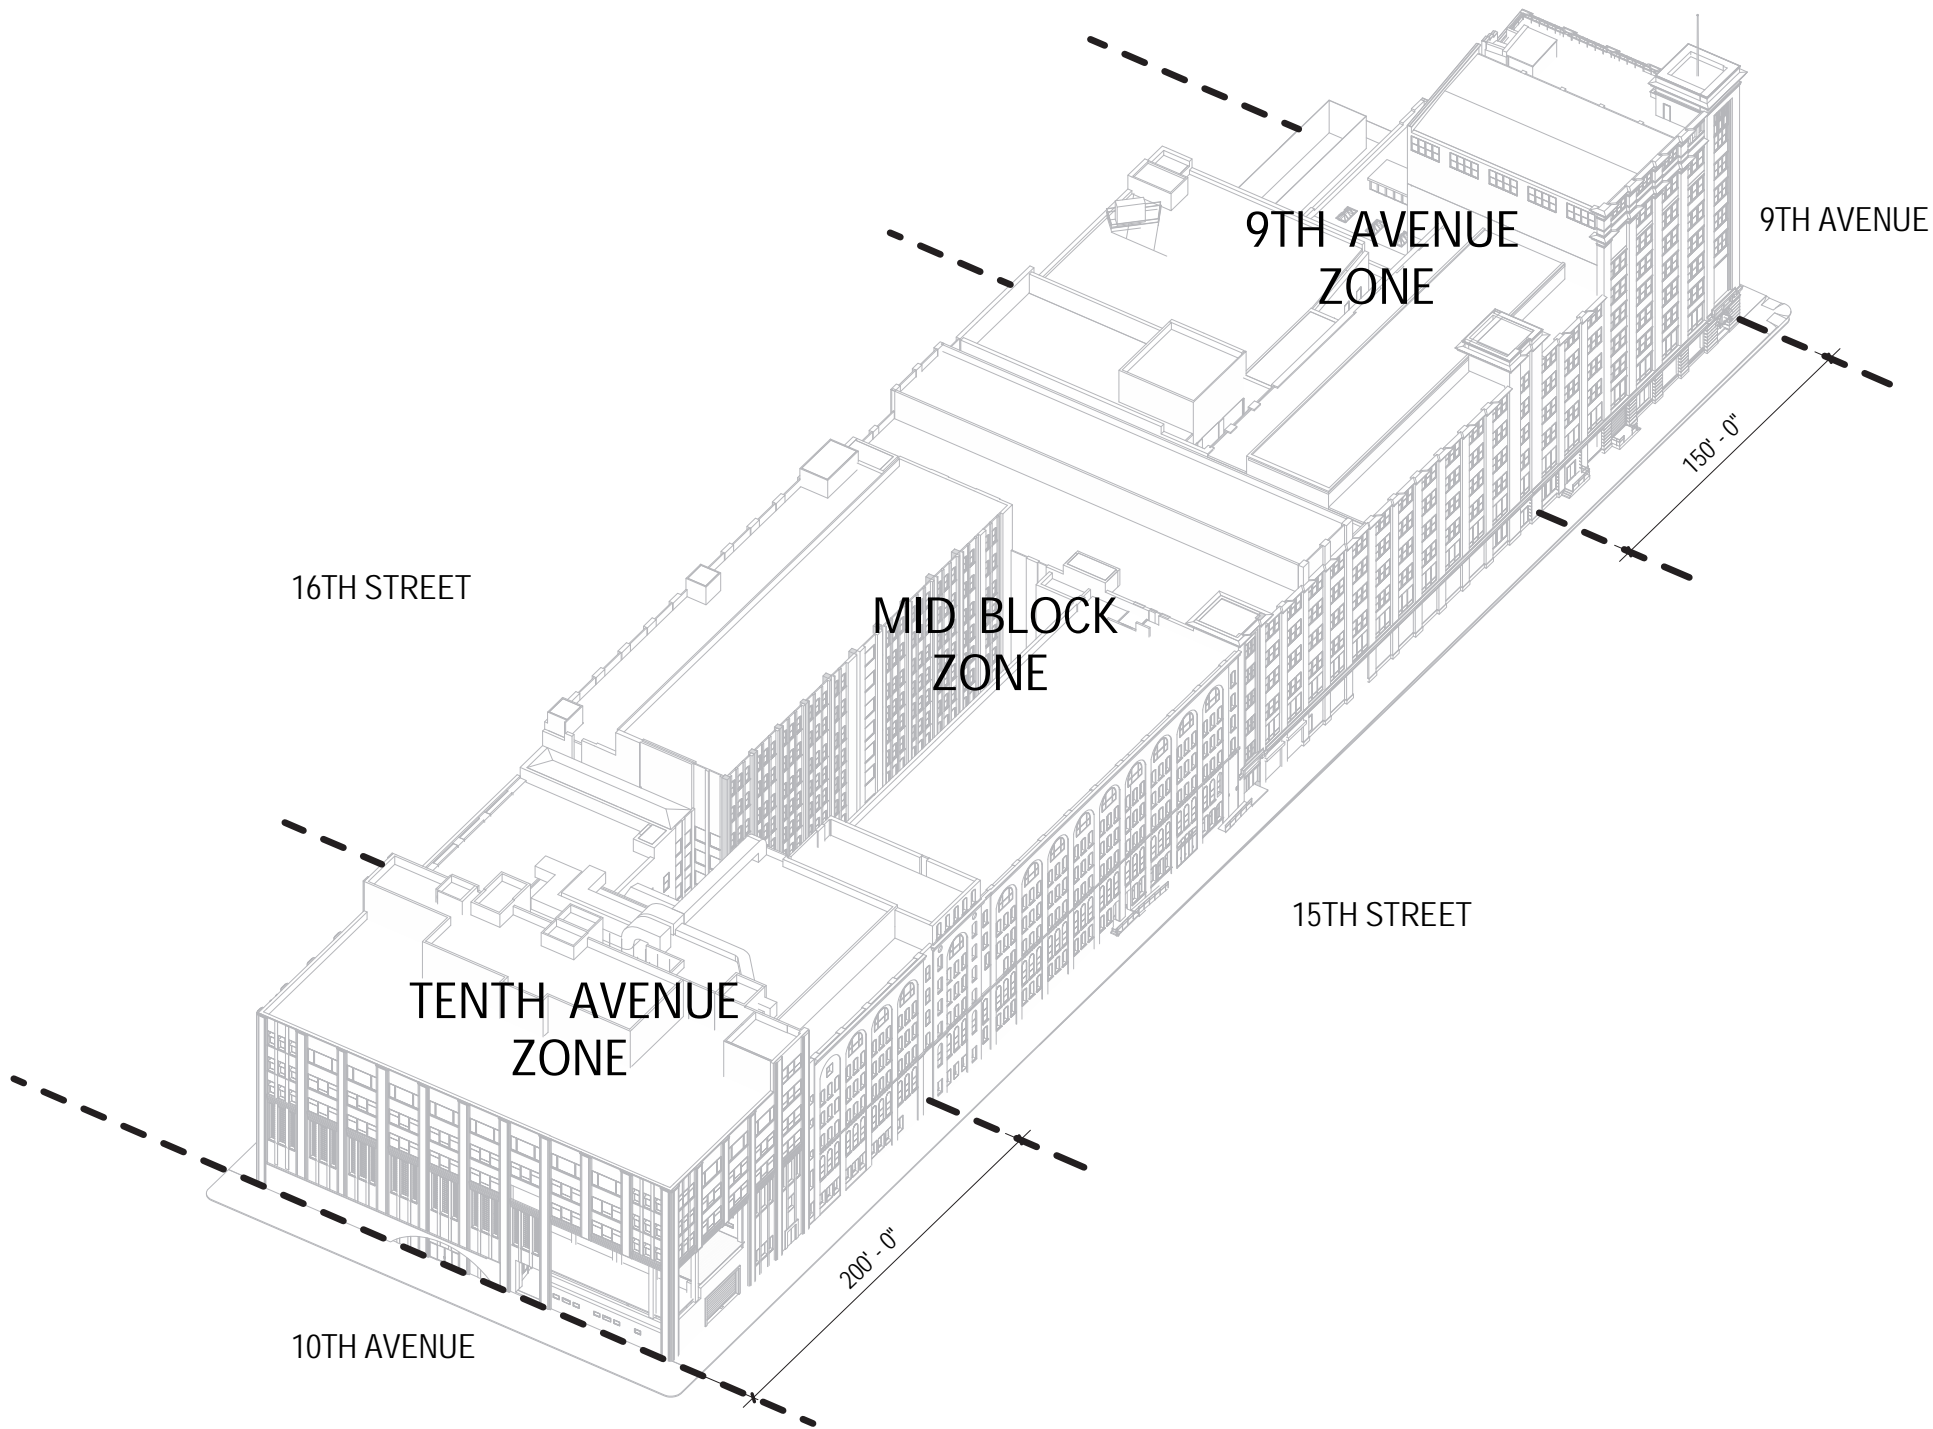 9TH AVENUE
ZONE
9TH AVENUE
150' - 0"
16TH STREET
MID BLOCK
ZONE
15TH STREET
TENTH AVENUE
ZONE
200' - 0"
10TH AVENUE